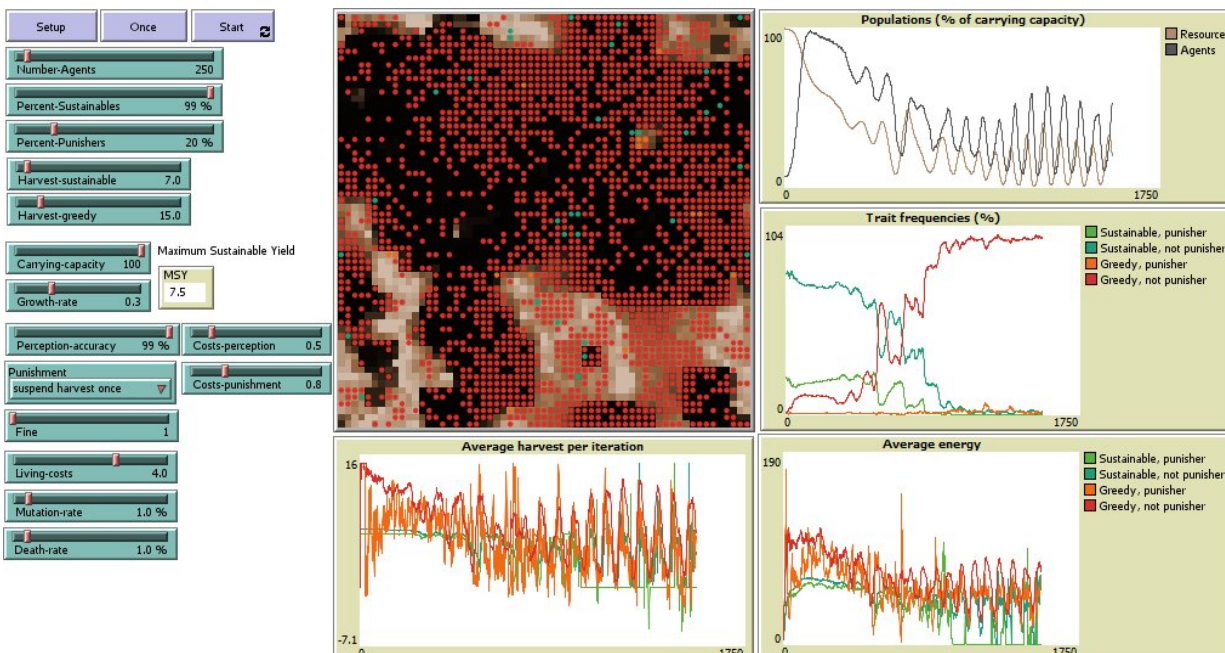 Setup
Once
Start
Number-Agents 250
Percent-Sustainables 99 %
Percent-Punishers 20 %
Harvest-sustainable 7.0
Harvest-greedy 15.0
Carrying-capacity 100
Growth-rate 0.3
Maximum Sustainable Yield
MSY
7.5
Perception-accuracy 99 %
Costs-perception 0.5
Punishment
suspend harvest once
Costs-punishment 0.8
Fine 1
Living-costs 4.0
Mutation-rate 1.0 %
Death-rate 1.0 %
Populations (% of carrying capacity)
100
0
0
1750
Resource
Agents
Trait frequencies (%)
104
0
0
1750
Sustainable, punisher
Sustainable, not punisher
Greedy, punisher
Greedy, not punisher
Average harvest per iteration
16
-7.1
0
1750
Average energy
190
0
0
1750
Sustainable, punisher
Sustainable, not punisher
Greedy, punisher
Greedy, not punisher